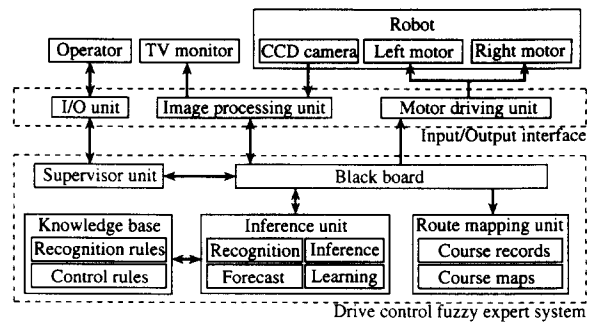 Robot
Operator
TV monitor
CCD camera
Left motor
Right motor
I/O unit
Image processing unit
Motor driving unit
Input/Output interface
Supervisor unit
Black board
Knowledge base
Recognition rules
Control rules
Inference unit
Recognition
Inference
Forecast
Learning
Route mapping unit
Course records
Course maps
Drive control fuzzy expert system